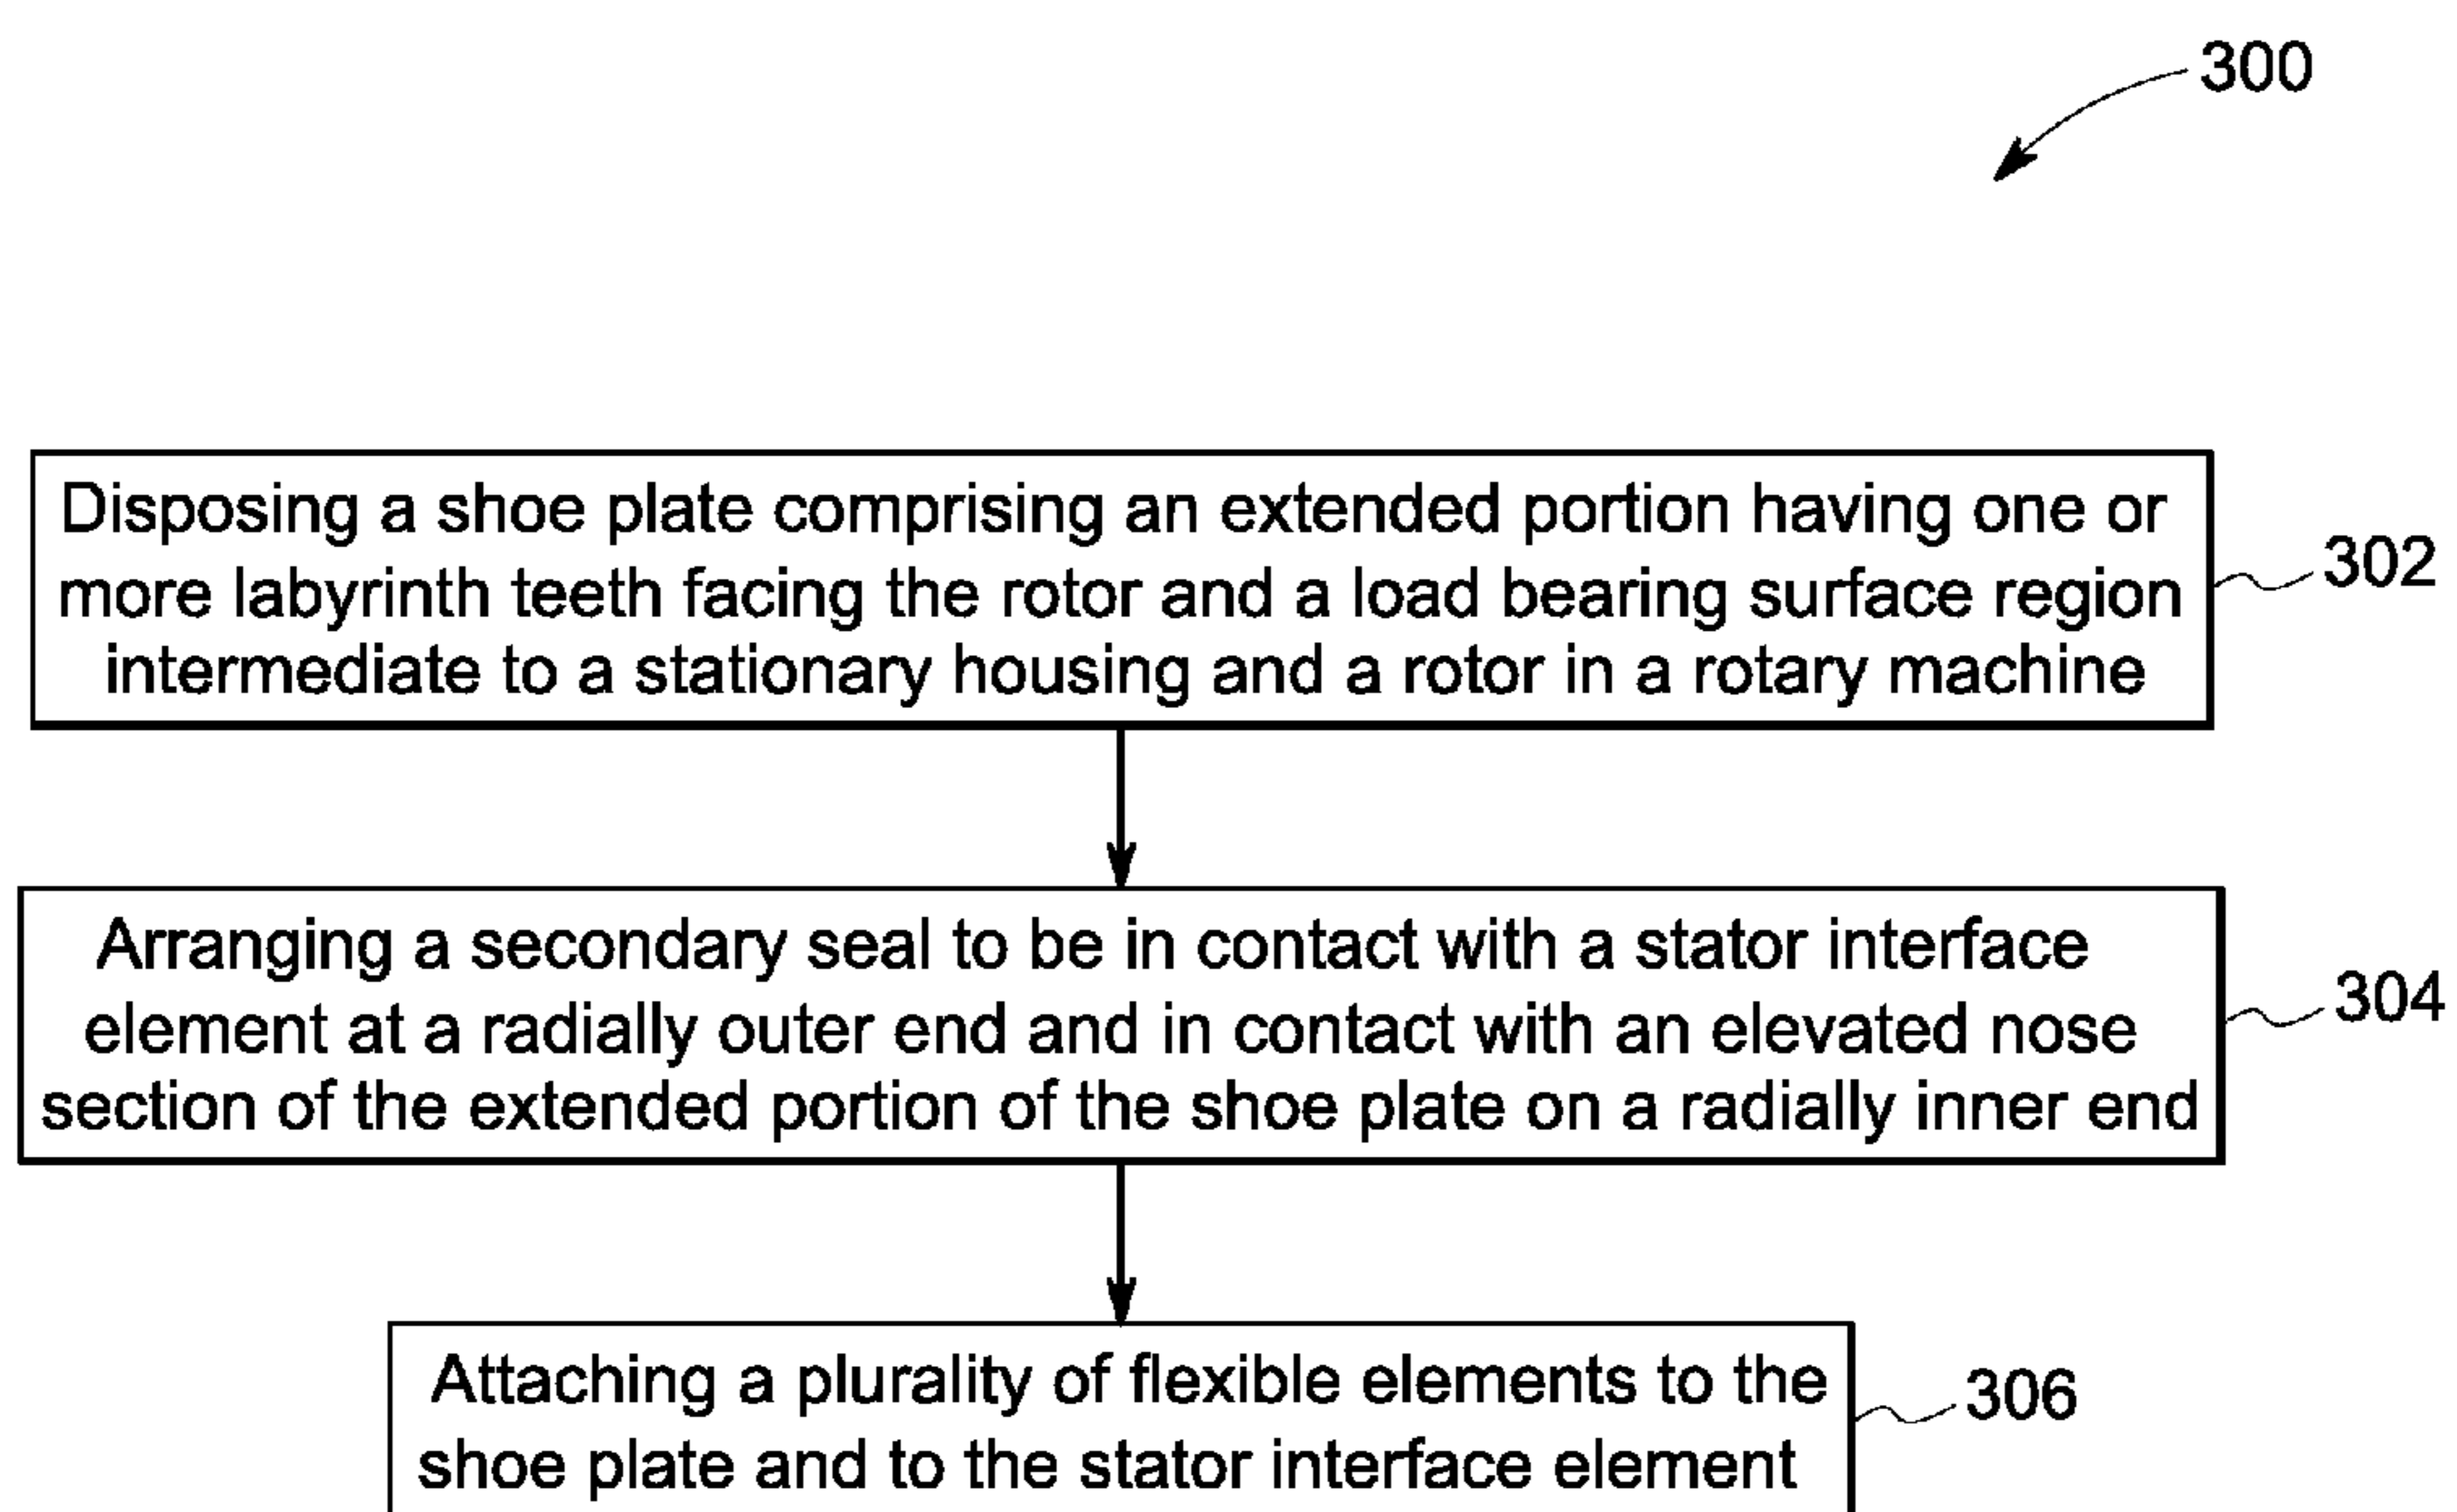 300
Disposing a shoe plate comprising an extended portion having one or
more labyrinth teeth facing the rotor and a load bearing surface region
intermediate to a stationary housing and a rotor in a rotary machine
302
Arranging a secondary seal to be in contact with a stator interface
element at a radially outer end and in contact with an elevated nose
section of the extended portion of the shoe plate on a radially inner end
304
Attaching a plurality of flexible elements to the
shoe plate and to the stator interface element
306